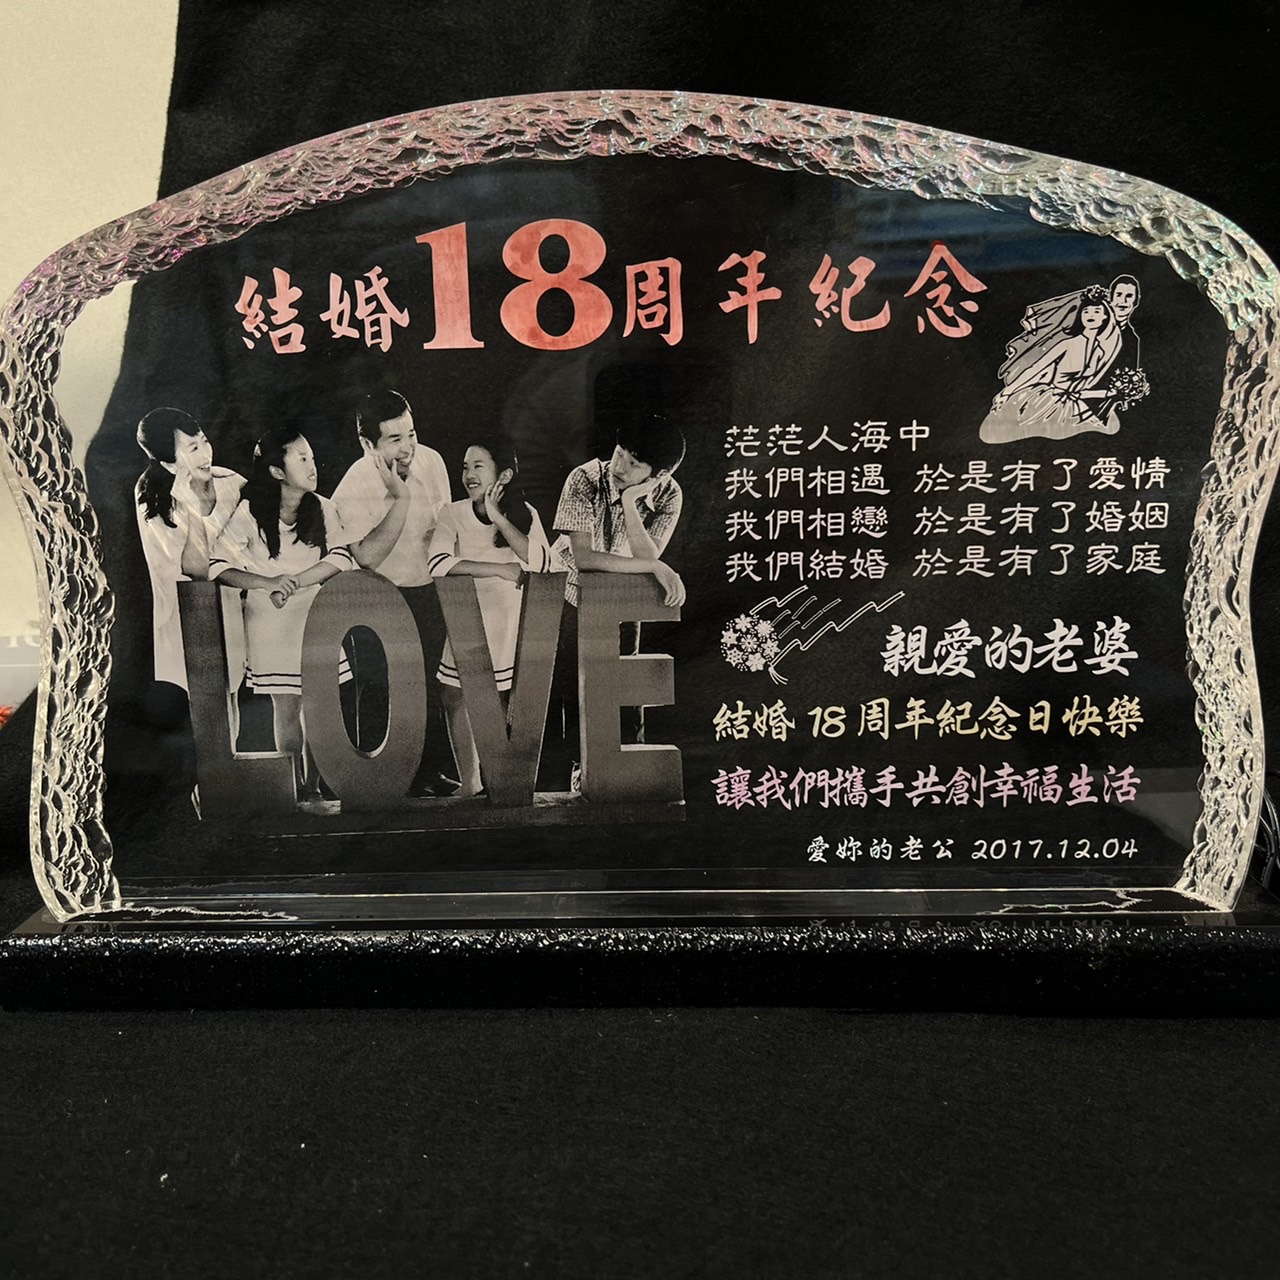 結婚18周年紀念
茫茫人海中
我們相遇 於是有了愛情
我們相戀 於是有了婚姻
我們結婚 於是有了家庭
LOVE
親愛的老婆
結婚 18 周年紀念日快樂
讓我們攜手共創幸福生活
愛妳的老公 2017.12.04